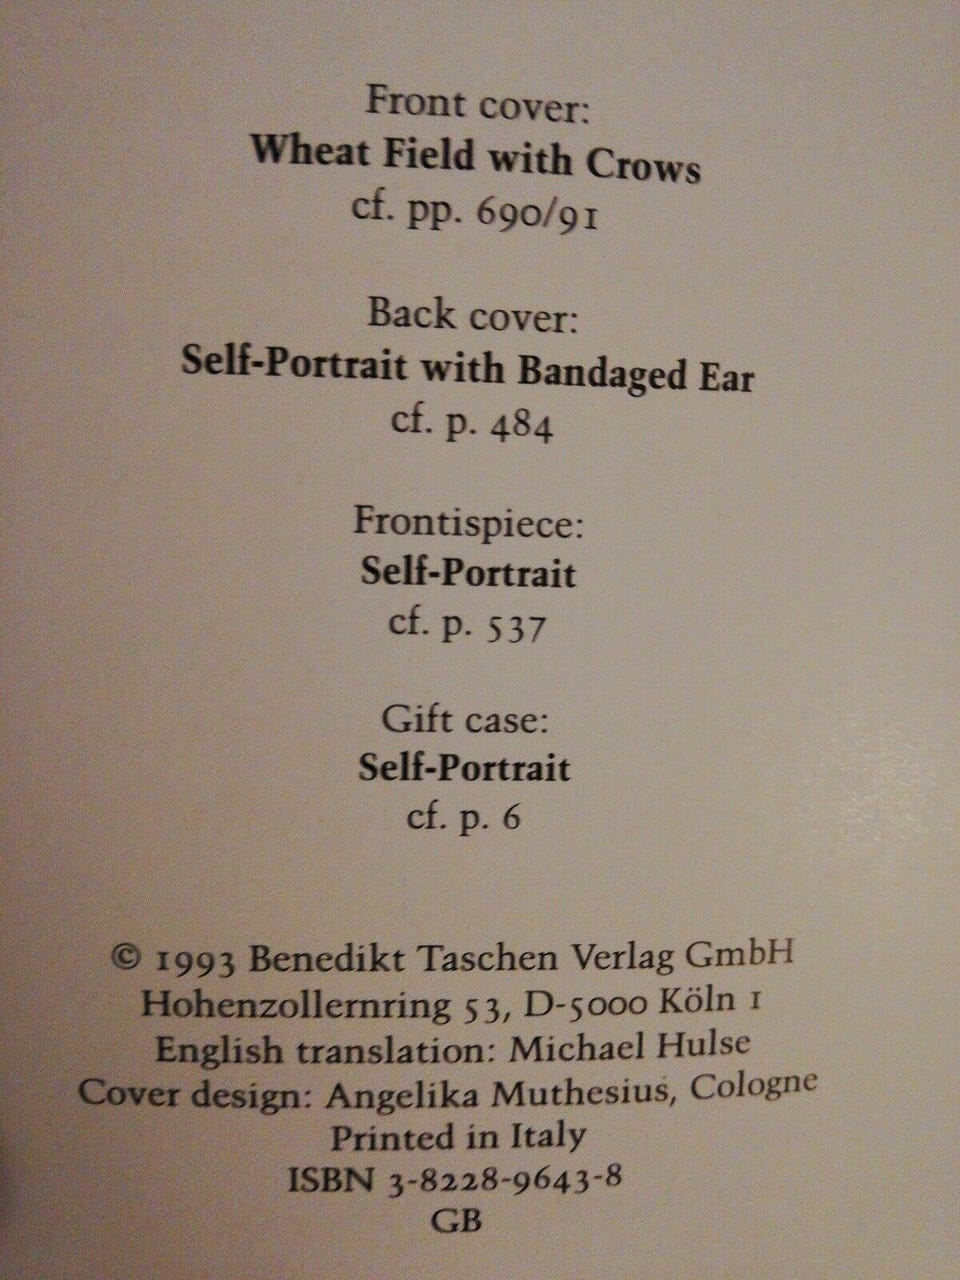 Front cover:
Wheat Field with Crows
cf. pp. 690/91
Back cover:
Self-Portrait with Bandaged Ear
cf. p. 484
Frontispiece:
Self-Portrait
cf. p. 537
Gift case:
Self-Portrait
cf. p. 6
© 1993 Benedikt Taschen Verlag GmbH
Hohenzollernring 53, D-5000 Köln 1
English translation: Michael Hulse
Cover design: Angelika Muthesius, Cologne
Printed in Italy
ISBN 3-8228-9643-8
GB